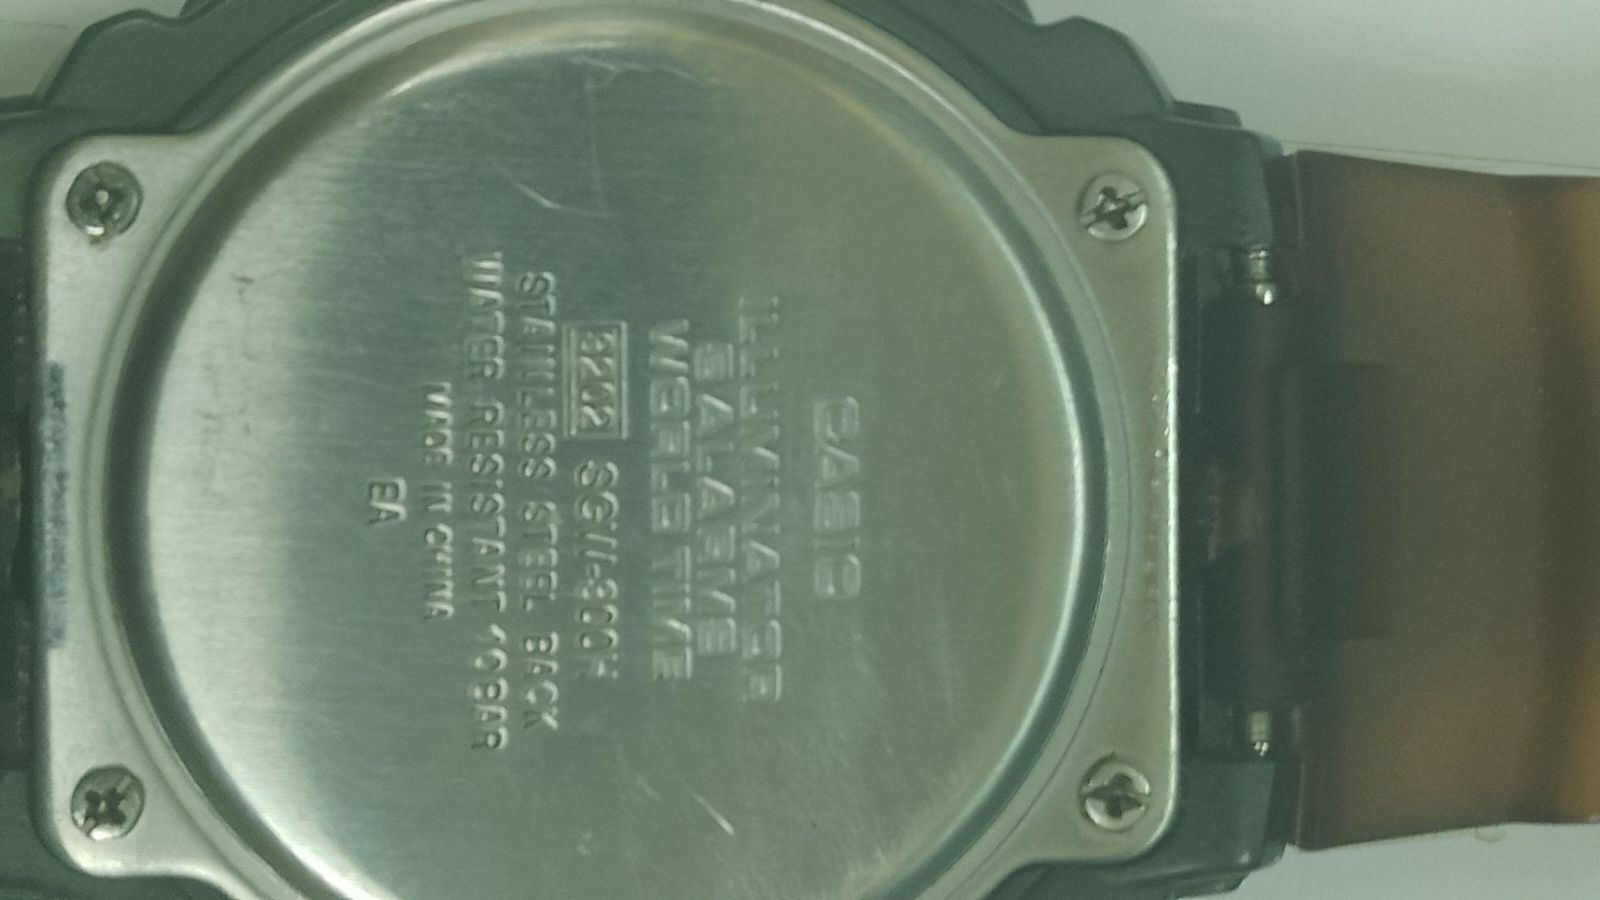 CASIO
ILLUMINATOR
5 ALARMS
WORLD TIME
3202 SGW-300H
STAINLESS STEEL BACK
WATER RESISTANT 10BAR
MADE IN CHINA
EA